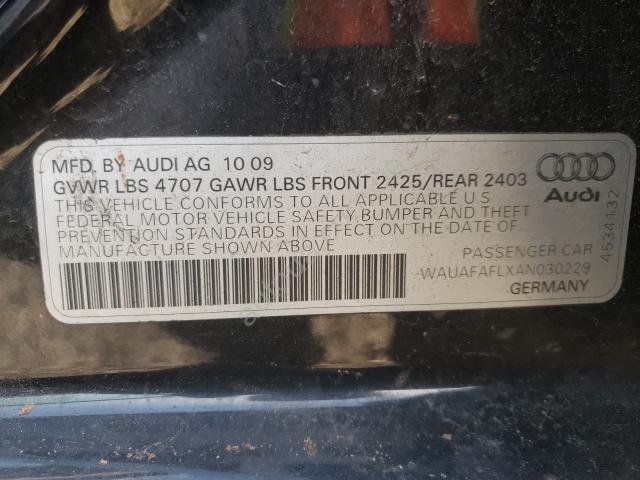 MFD. BY AUDI AG 10 09
GVWR LBS 4707 GAWR LBS FRONT 2425/REAR 2403
THIS VEHICLE CONFORMS TO ALL APPLICABLE U.S
FEDERAL MOTOR VEHICLE SAFETY, BUMPER AND THEFT
PREVENTION STANDARDS IN EFFECT ON THE DATE OF
MANUFACTURE SHOWN ABOVE
Audi
4534132
PASSENGER CAR
WAUAFAFLXAN030229
GERMANY